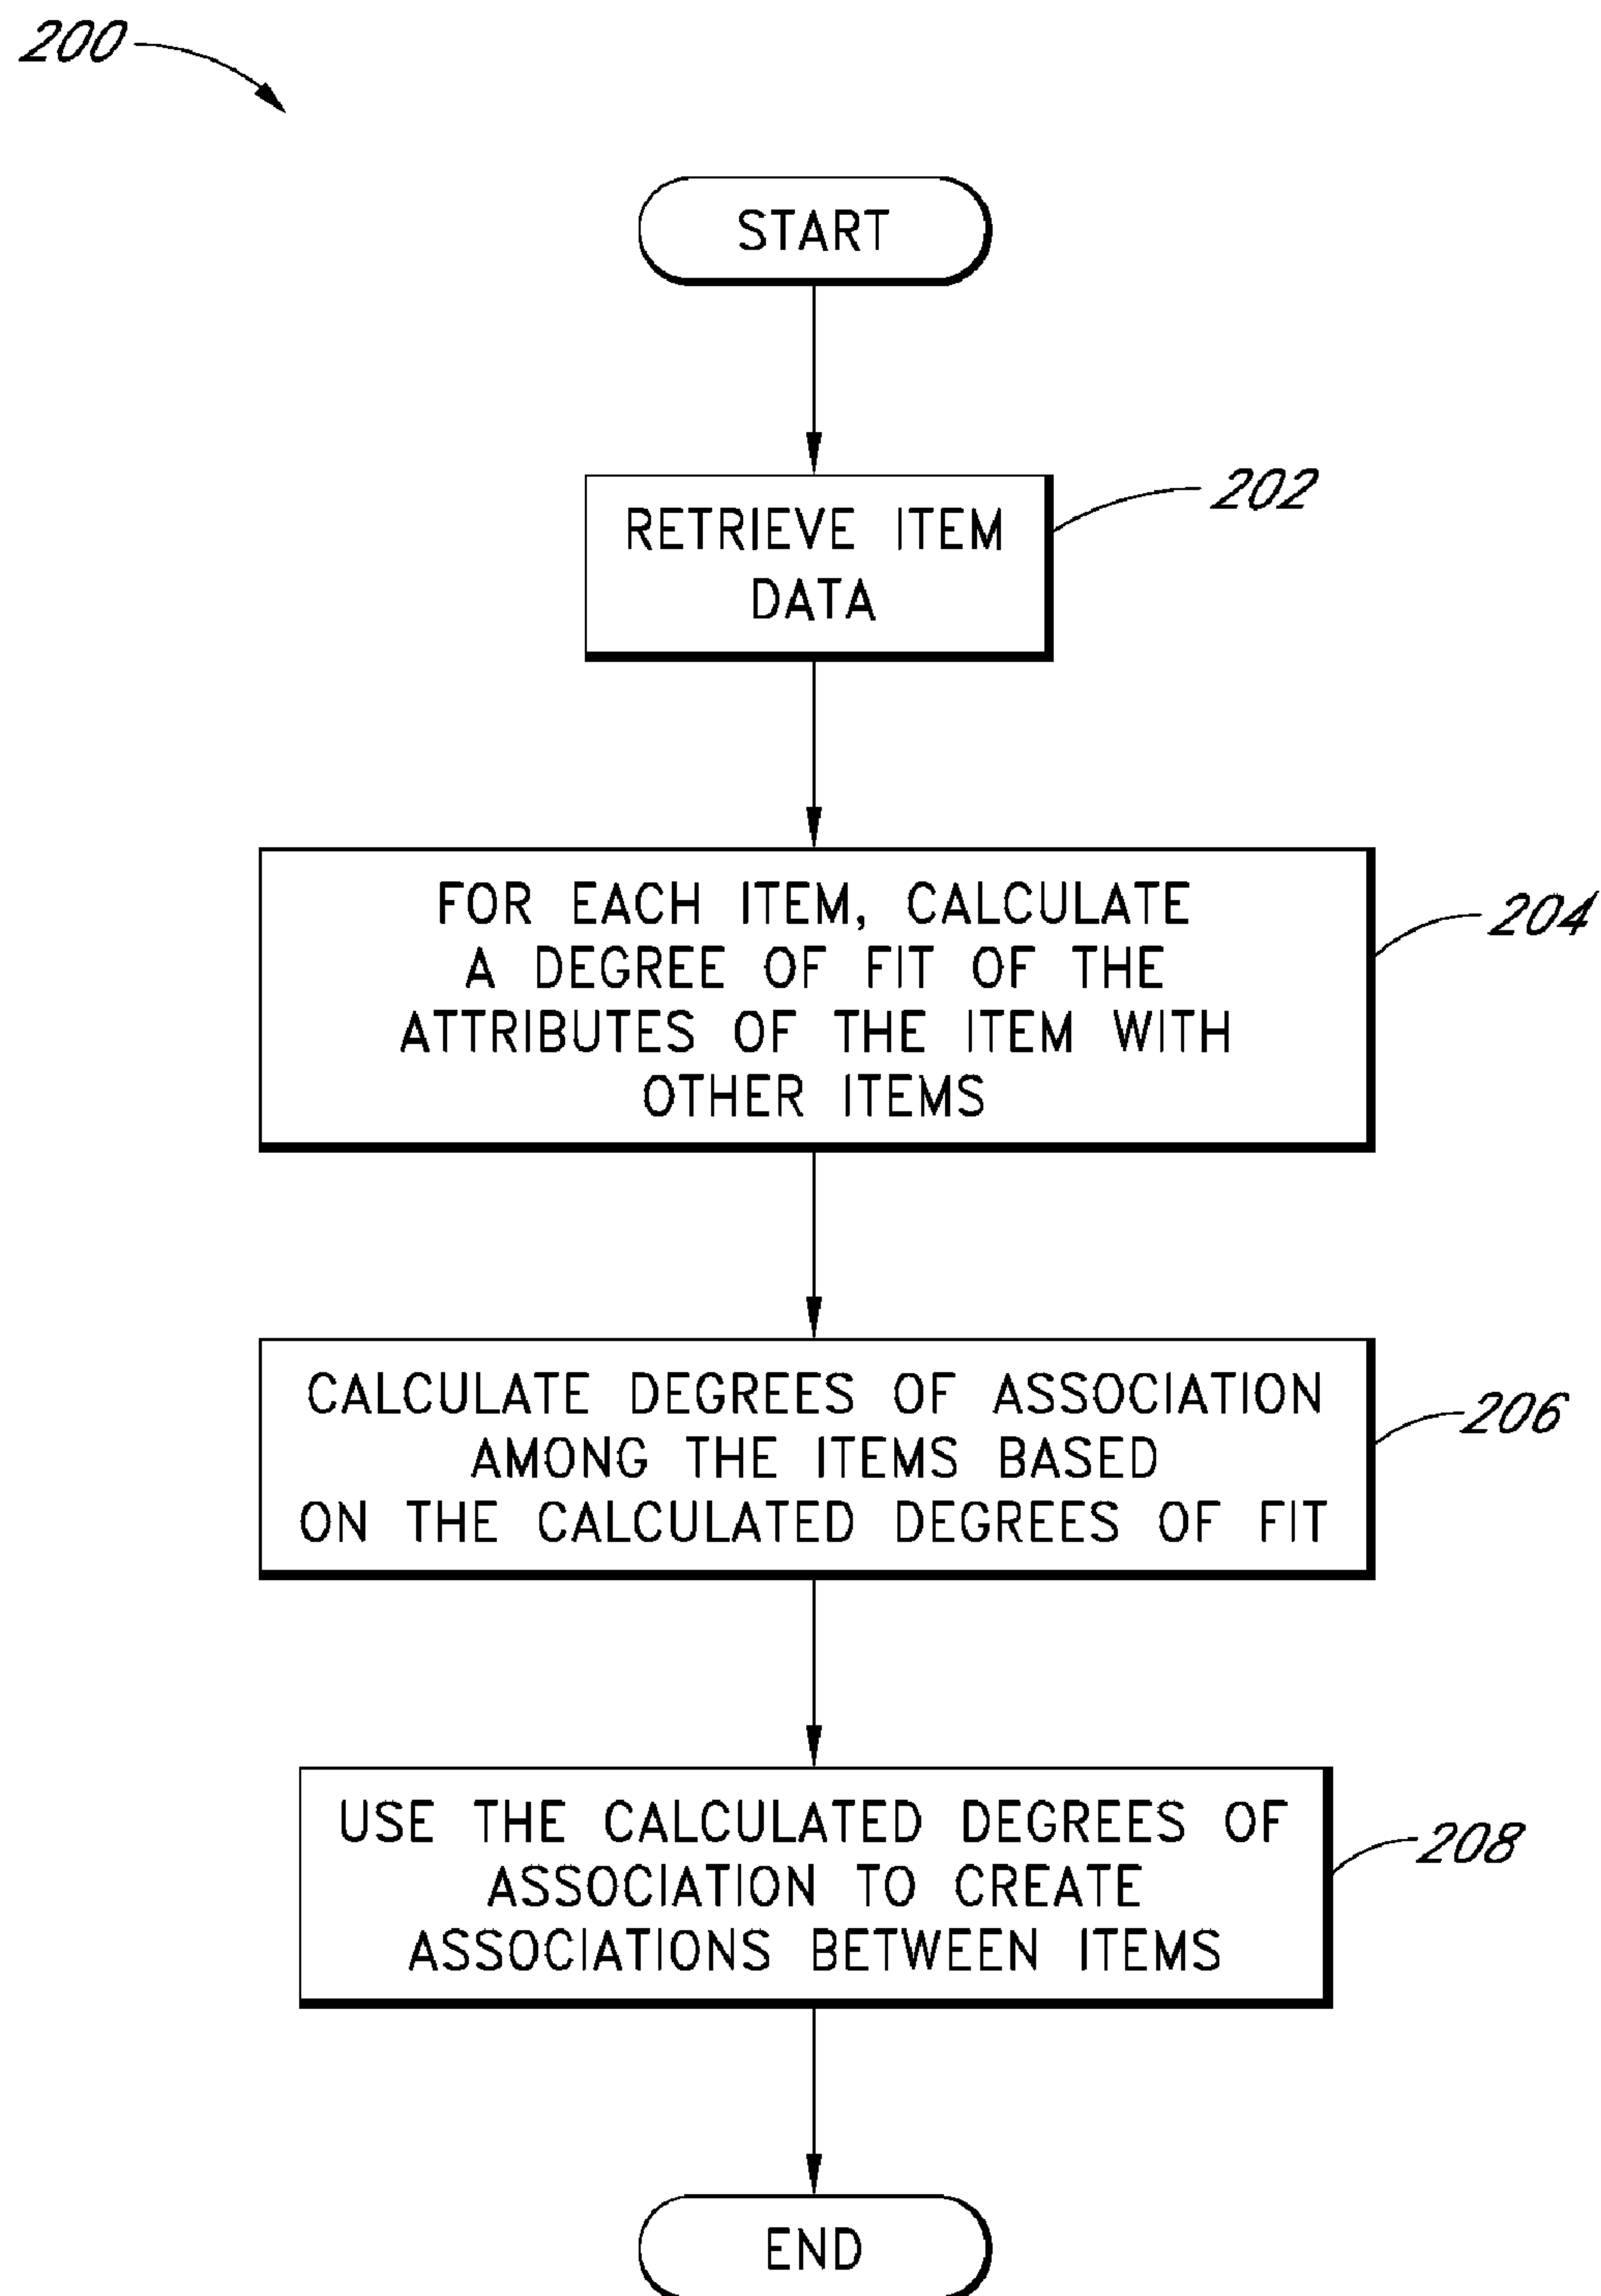 200
START
202
RETRIEVE ITEM
DATA
204
FOR EACH ITEM, CALCULATE
A DEGREE OF FIT OF THE
ATTRIBUTES OF THE ITEM WITH
OTHER ITEMS
206
CALCULATE DEGREES OF ASSOCIATION
AMONG THE ITEMS BASED
ON THE CALCULATED DEGREES OF FIT
208
USE THE CALCULATED DEGREES OF
ASSOCIATION TO CREATE
ASSOCIATIONS BETWEEN ITEMS
END